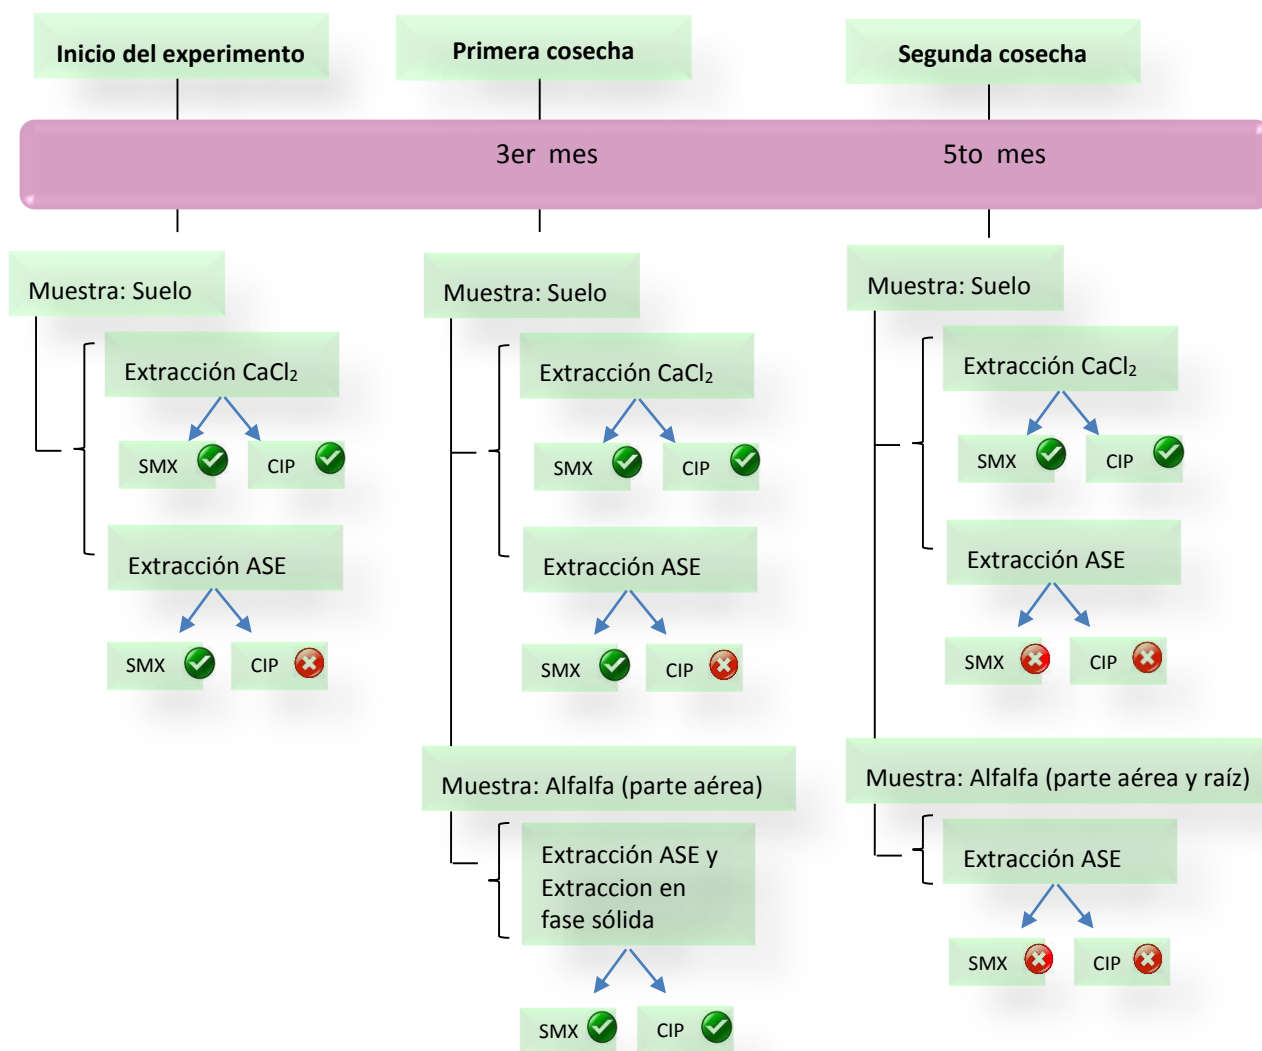 Inicio del experimento
Primera cosecha
Segunda cosecha
3er mes
5to mes
Muestra: Suelo
Extracción CaCl₂
SMX
CIP
Extracción ASE
SMX
CIP
Muestra: Suelo
Extracción CaCl₂
SMX
CIP
Extracción ASE
SMX
CIP
Muestra: Alfalfa (parte aérea)
Extracción ASE y
Extraccion en
fase sólida
SMX
CIP
Muestra: Suelo
Extracción CaCl₂
SMX
CIP
Extracción ASE
SMX
CIP
Muestra: Alfalfa (parte aérea y raíz)
Extracción ASE
SMX
CIP